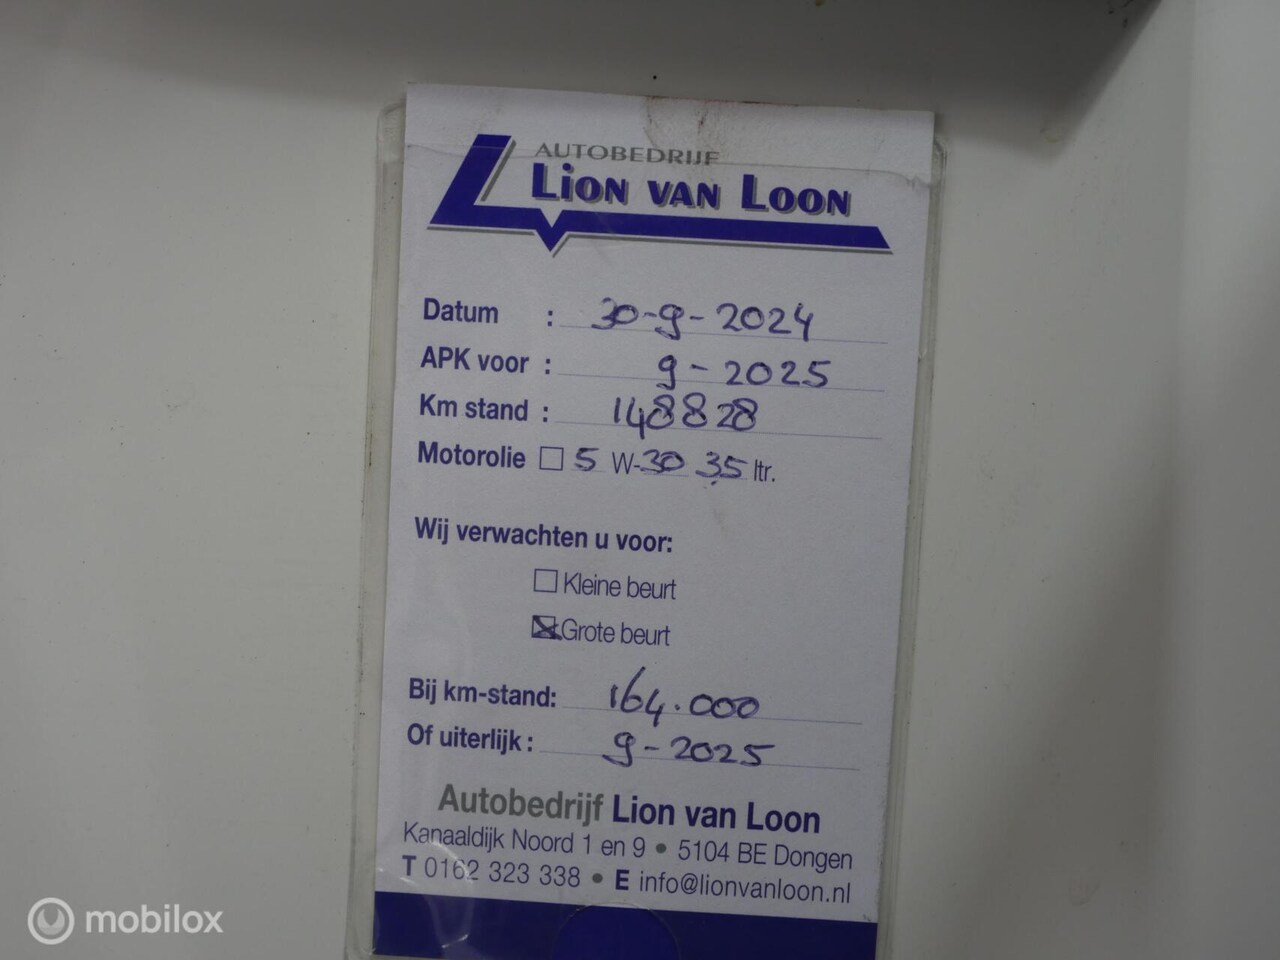 AUTOBEDRIJF
LION VAN LOON
Datum : 30-9-2024
APK voor : 9-2025
Km stand : 148828
Motorolie 5 W-30 3,5 ltr.
Wij verwachten u voor:
Kleine beurt
Grote beurt
Bij km-stand: 164.000
Of uiterlijk: 9-2025
Autobedrijf Lion van Loon
Kanaaldijk Noord 1 en 9 • 5104 BE Dongen
T 0162 323 338 • E info@lionvanloon.nl
mobilox